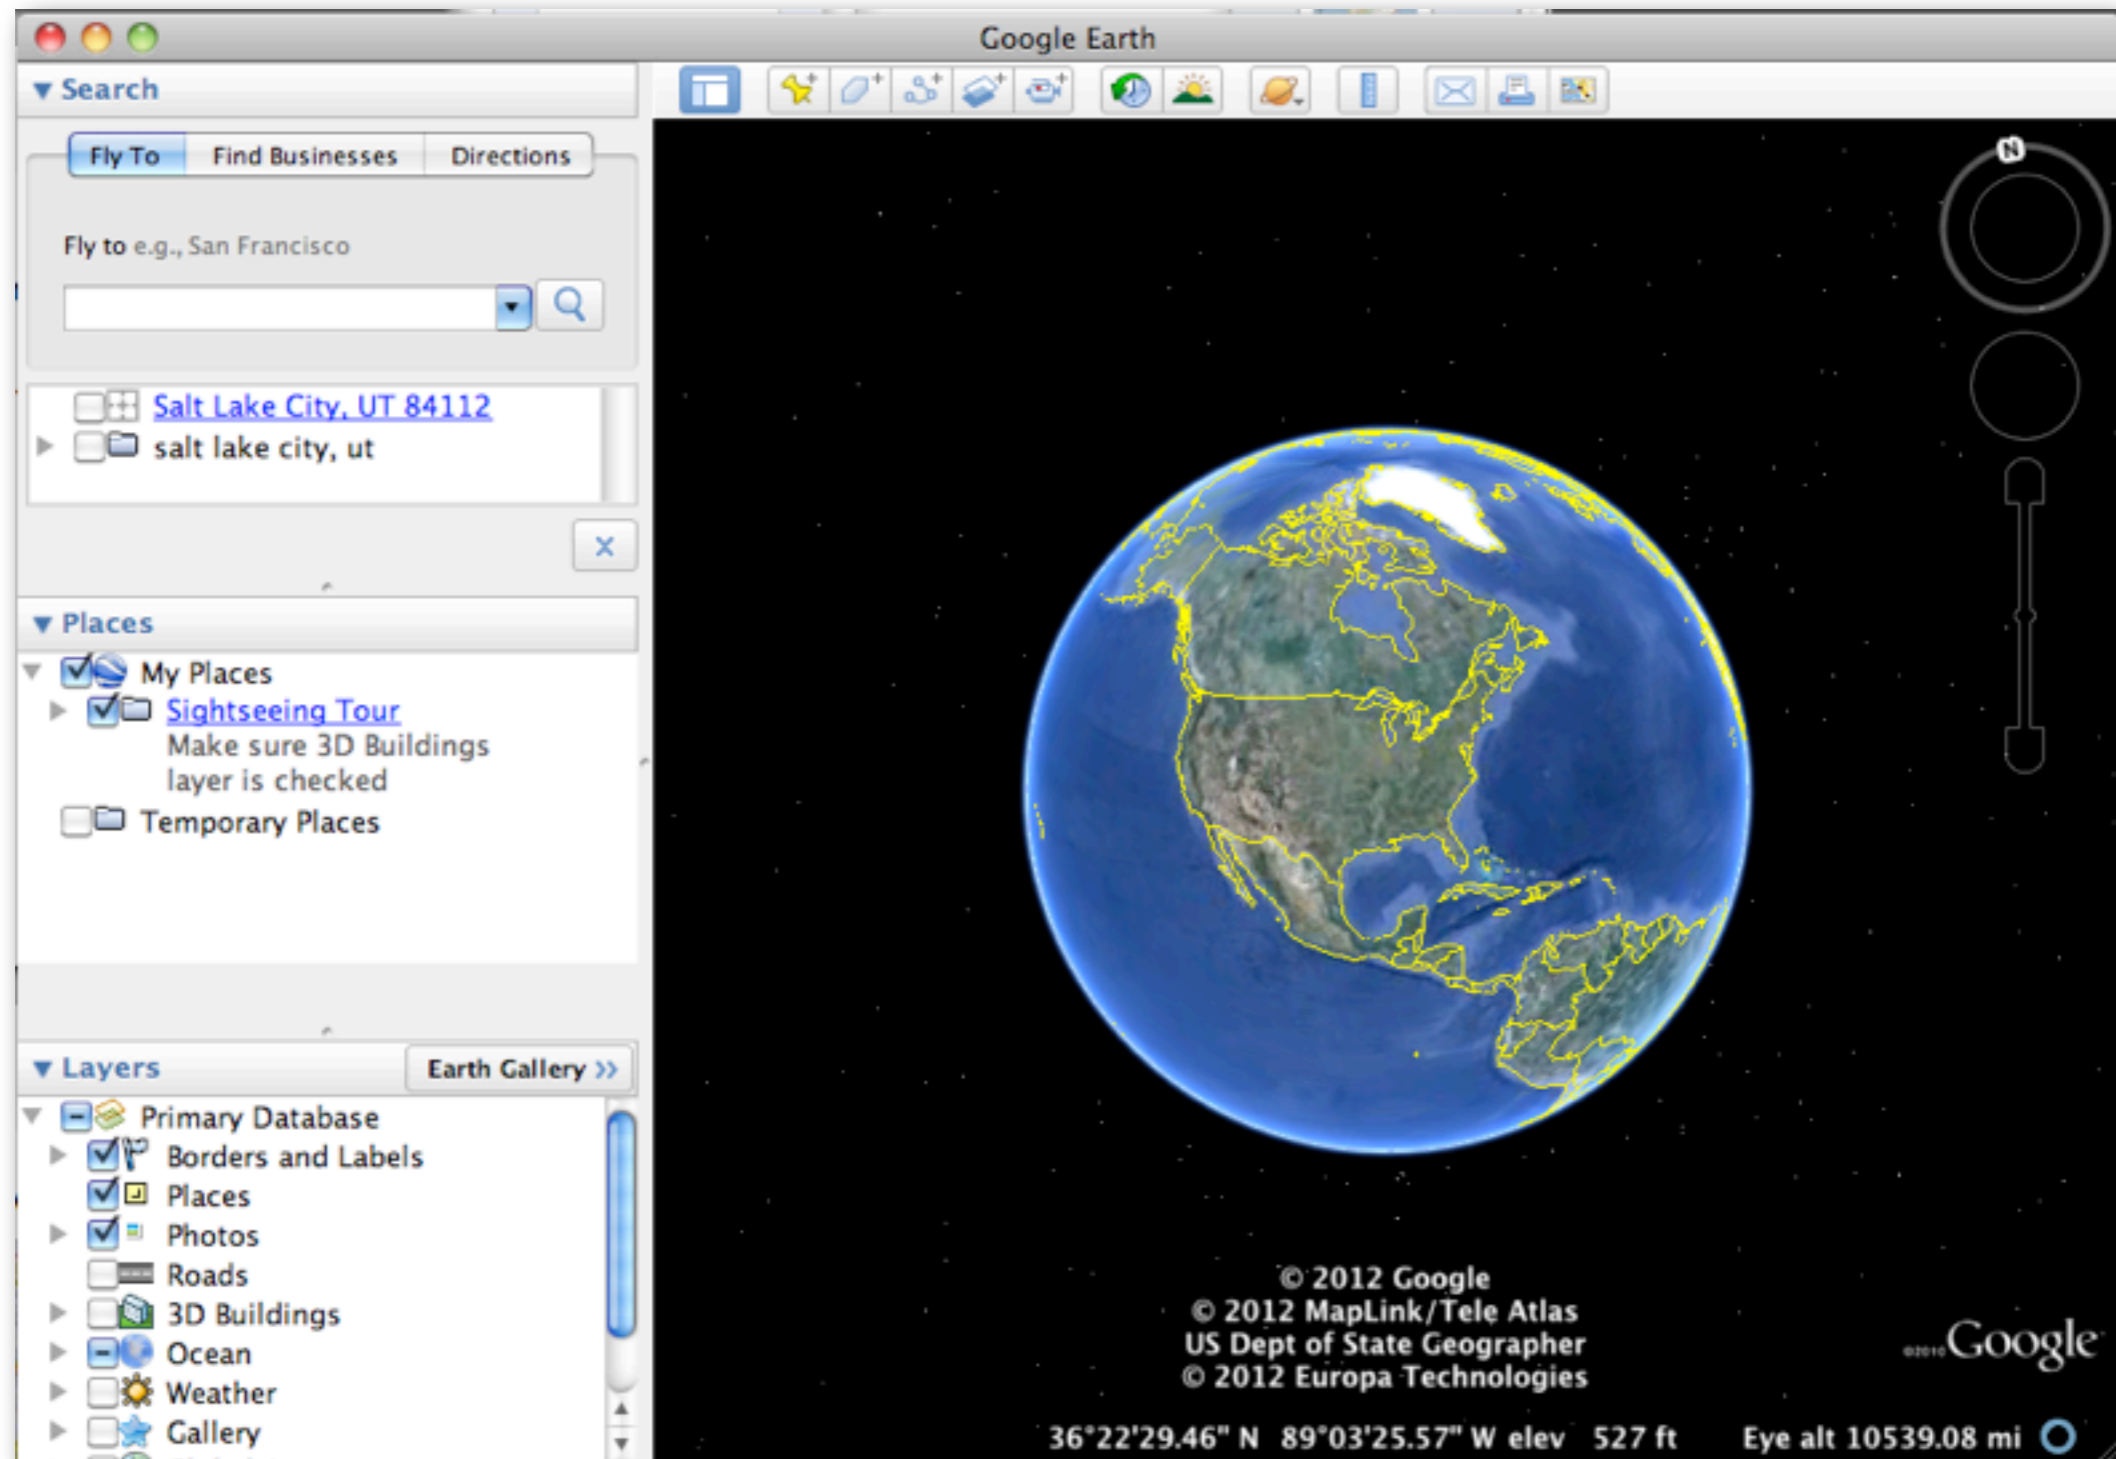 Google Earth
Search
Fly To Find Businesses Directions
Fly to e.g., San Francisco
Salt Lake City, UT 84112
salt lake city, ut
Places
My Places
Sightseeing Tour
Make sure 3D Buildings
layer is checked
Temporary Places
Layers Earth Gallery >>
Primary Database
Borders and Labels
Places
Photos
Roads
3D Buildings
Ocean
Weather
Gallery
N
© 2012 Google
© 2012 MapLink/Tele Atlas
US Dept of State Geographer
© 2012 Europa Technologies
©2010 Google
36°22'29.46" N 89°03'25.57" W elev 527 ft Eye alt 10539.08 mi